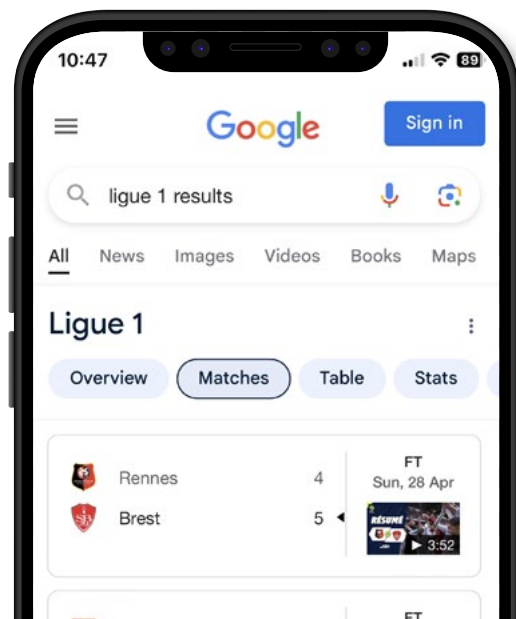 10:47
89
Google
Sign in
ligue 1 results
All News Images Videos Books Maps
Ligue 1
Overview Matches Table Stats
FT
Rennes 4
Sun, 28 Apr
Brest 5
RÉSUMÉ
3:52
FT